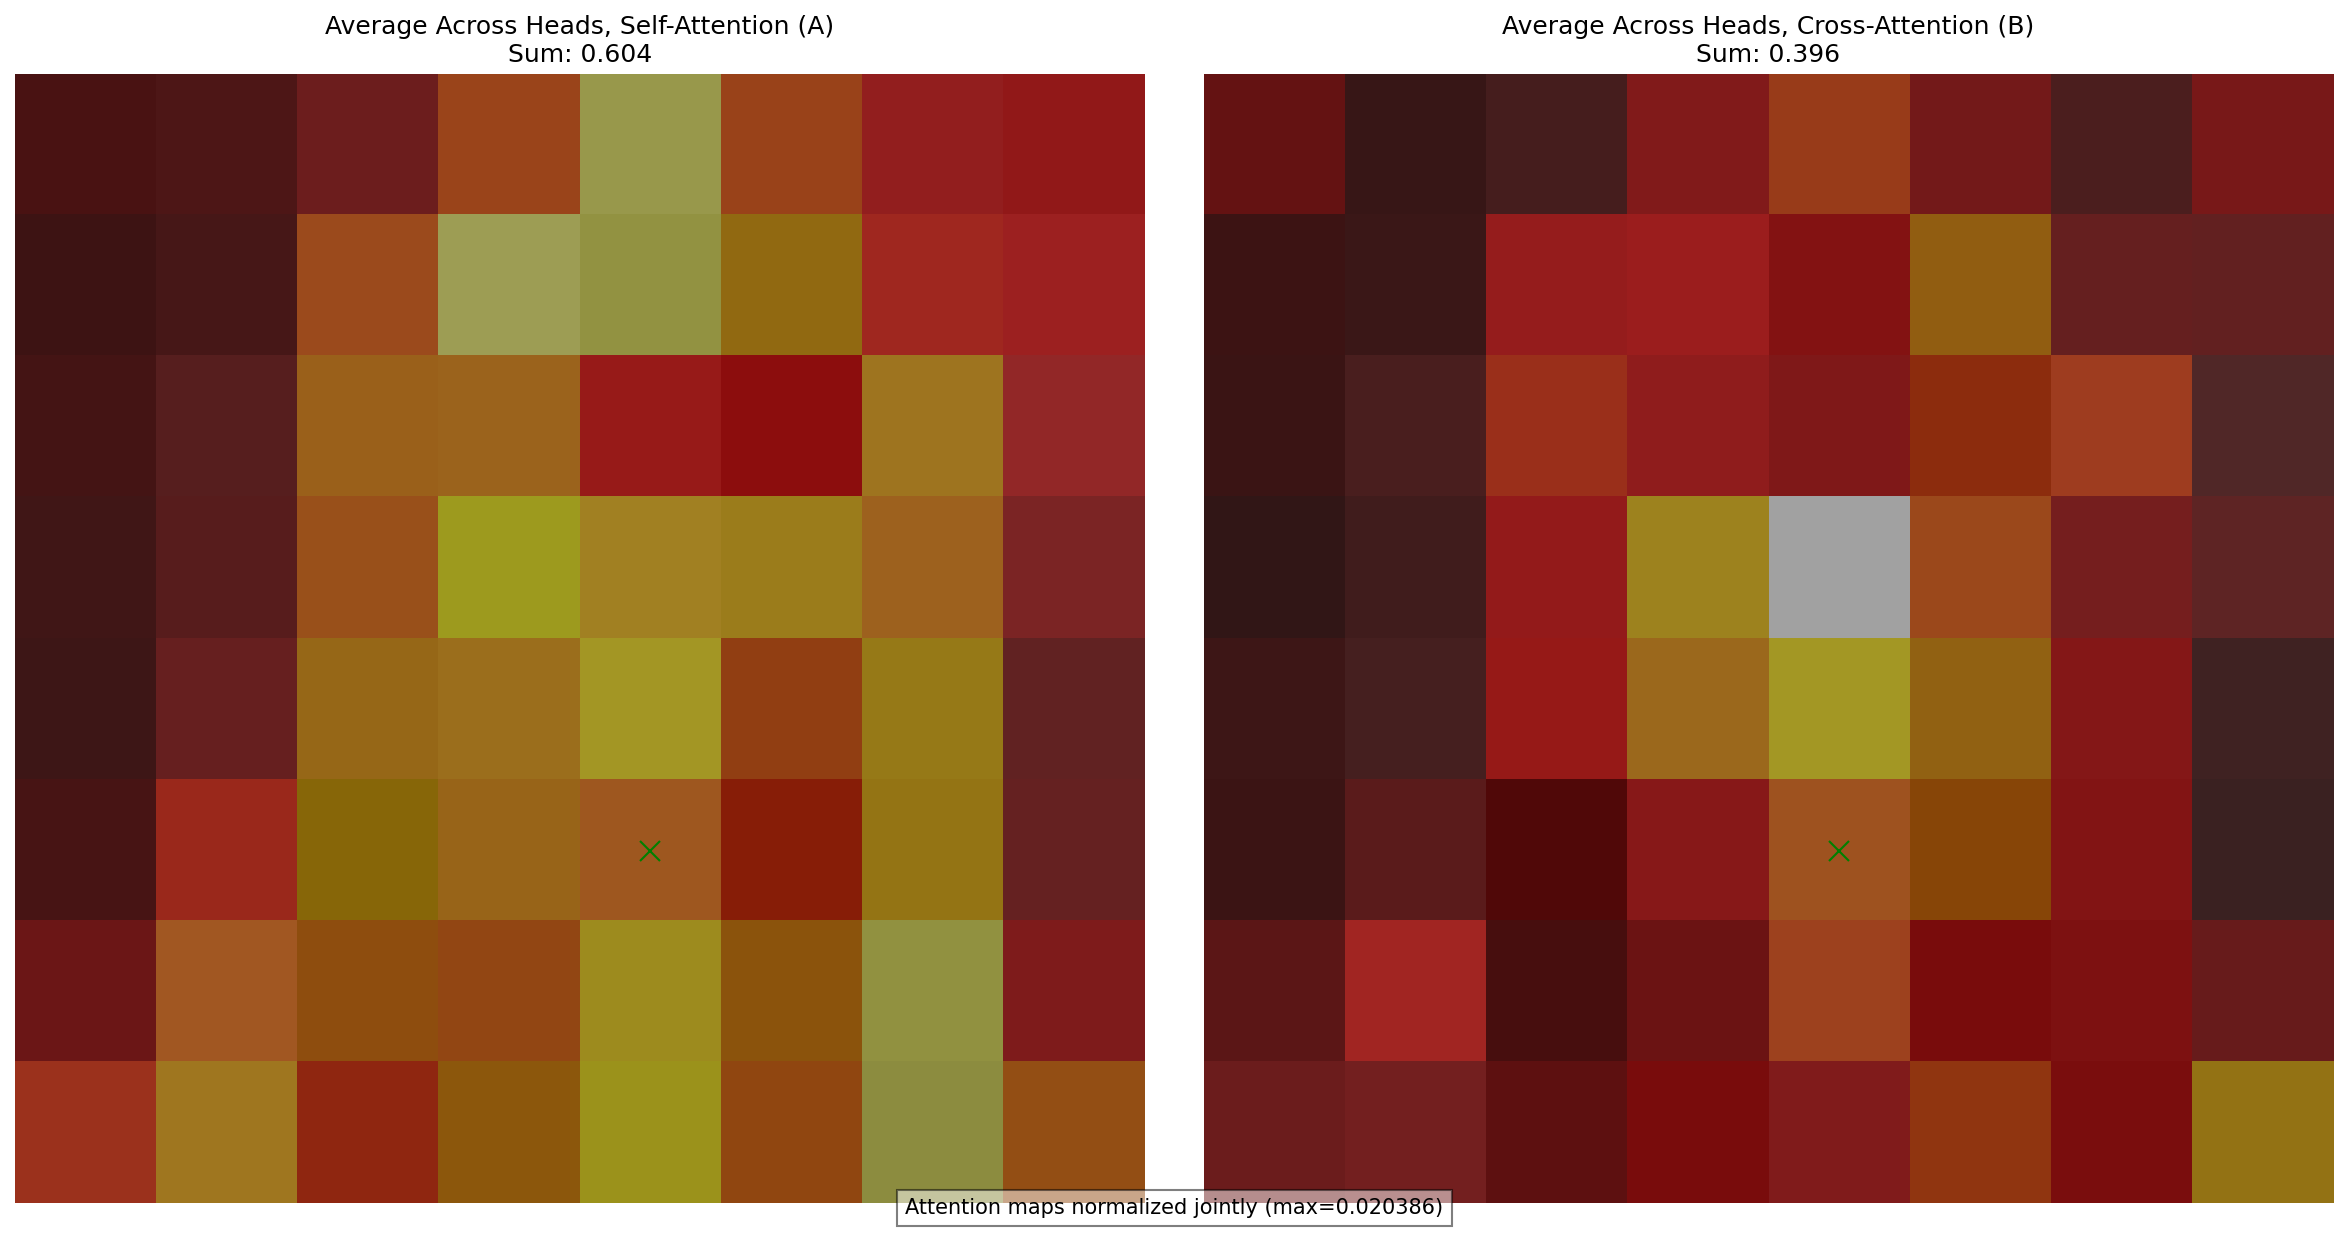 Average Across Heads, Self-Attention (A)
Sum: 0.604
Average Across Heads, Cross-Attention (B)
Sum: 0.396
Attention maps normalized jointly (max=0.020386)